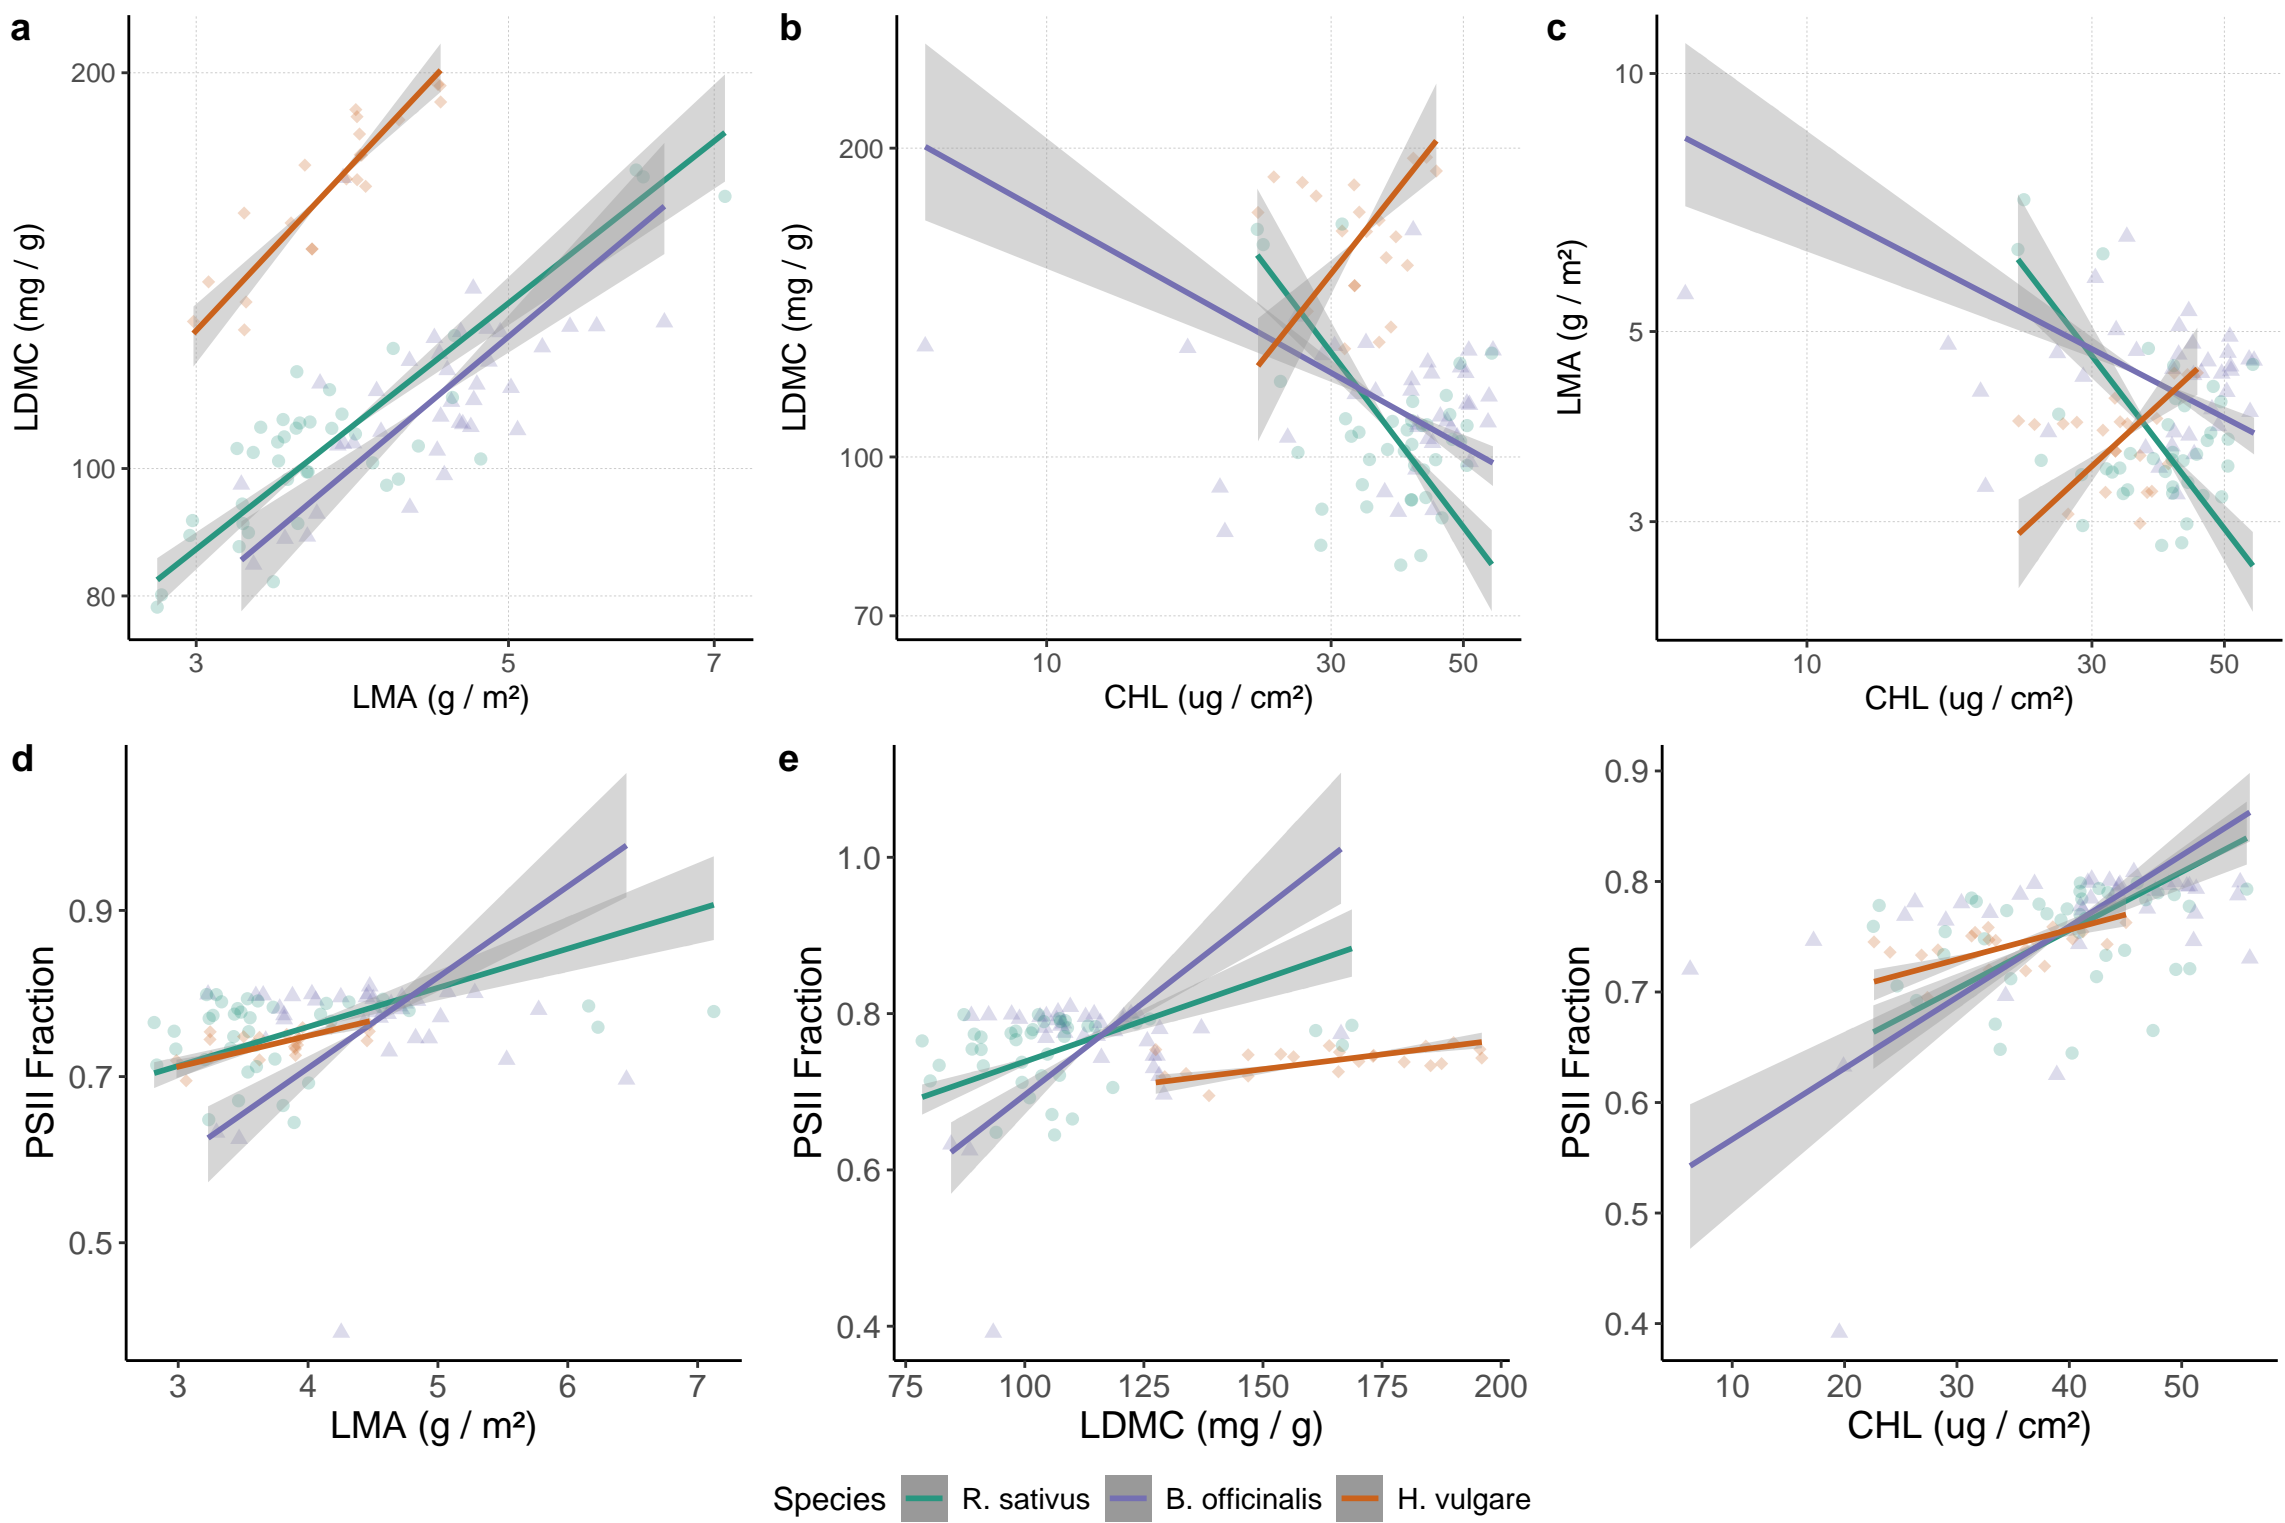 a
200
100
80
LDMC (mg / g)
3
5
7
LMA (g / m²)
b
200
100
70
LDMC (mg / g)
10
30
50
CHL (ug / cm²)
c
10
5
3
LMA (g / m²)
10
30
50
CHL (ug / cm²)
d
0.9
0.7
0.5
PSII Fraction
3
4
5
6
7
LMA (g / m²)
e
1.0
0.8
0.6
0.4
PSII Fraction
75
100
125
150
175
200
LDMC (mg / g)
0.9
0.8
0.7
0.6
0.5
0.4
PSII Fraction
10
20
30
40
50
CHL (ug / cm²)
Species R. sativus B. officinalis H. vulgare